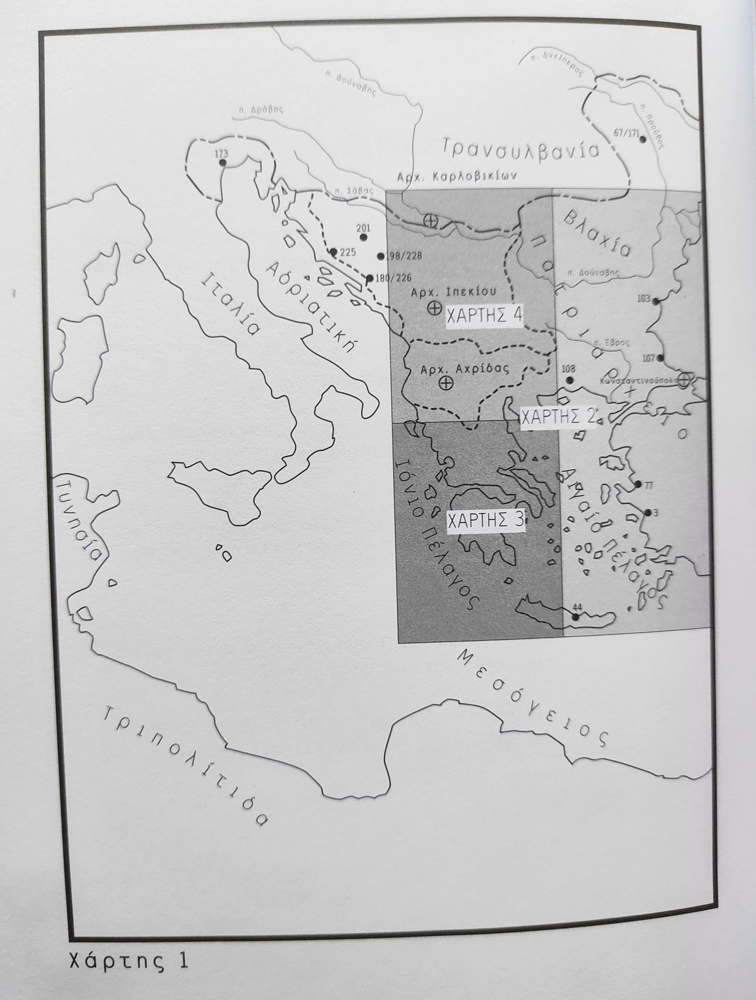 π. Δνείπερος
π. Δούναβης
π. Δράβος
π. Προύθος
67/171
Τρανσυλβανία
173
Αρχ. Καρλοβικίων
π. Σάβος
Βλαχία
201
225
198/228
π. Δούναβης
180/226
Ιταλία
Αδριατική
Αρχ. Ιπεκίου
103
ΧΑΡΤΗΣ 4
π. Έβρος
107
Αρχ. Αχρίδας
108
Κωνσταντινούπολη
Πατριαρχείο
ΧΑΡΤΗΣ 2
Ιόνιο Πέλαγος
Αιγαίο Πέλαγος
77
Τυνησία
3
ΧΑΡΤΗΣ 3
44
Μεσόγειος
Τριπολίτιδα
Χάρτης 1